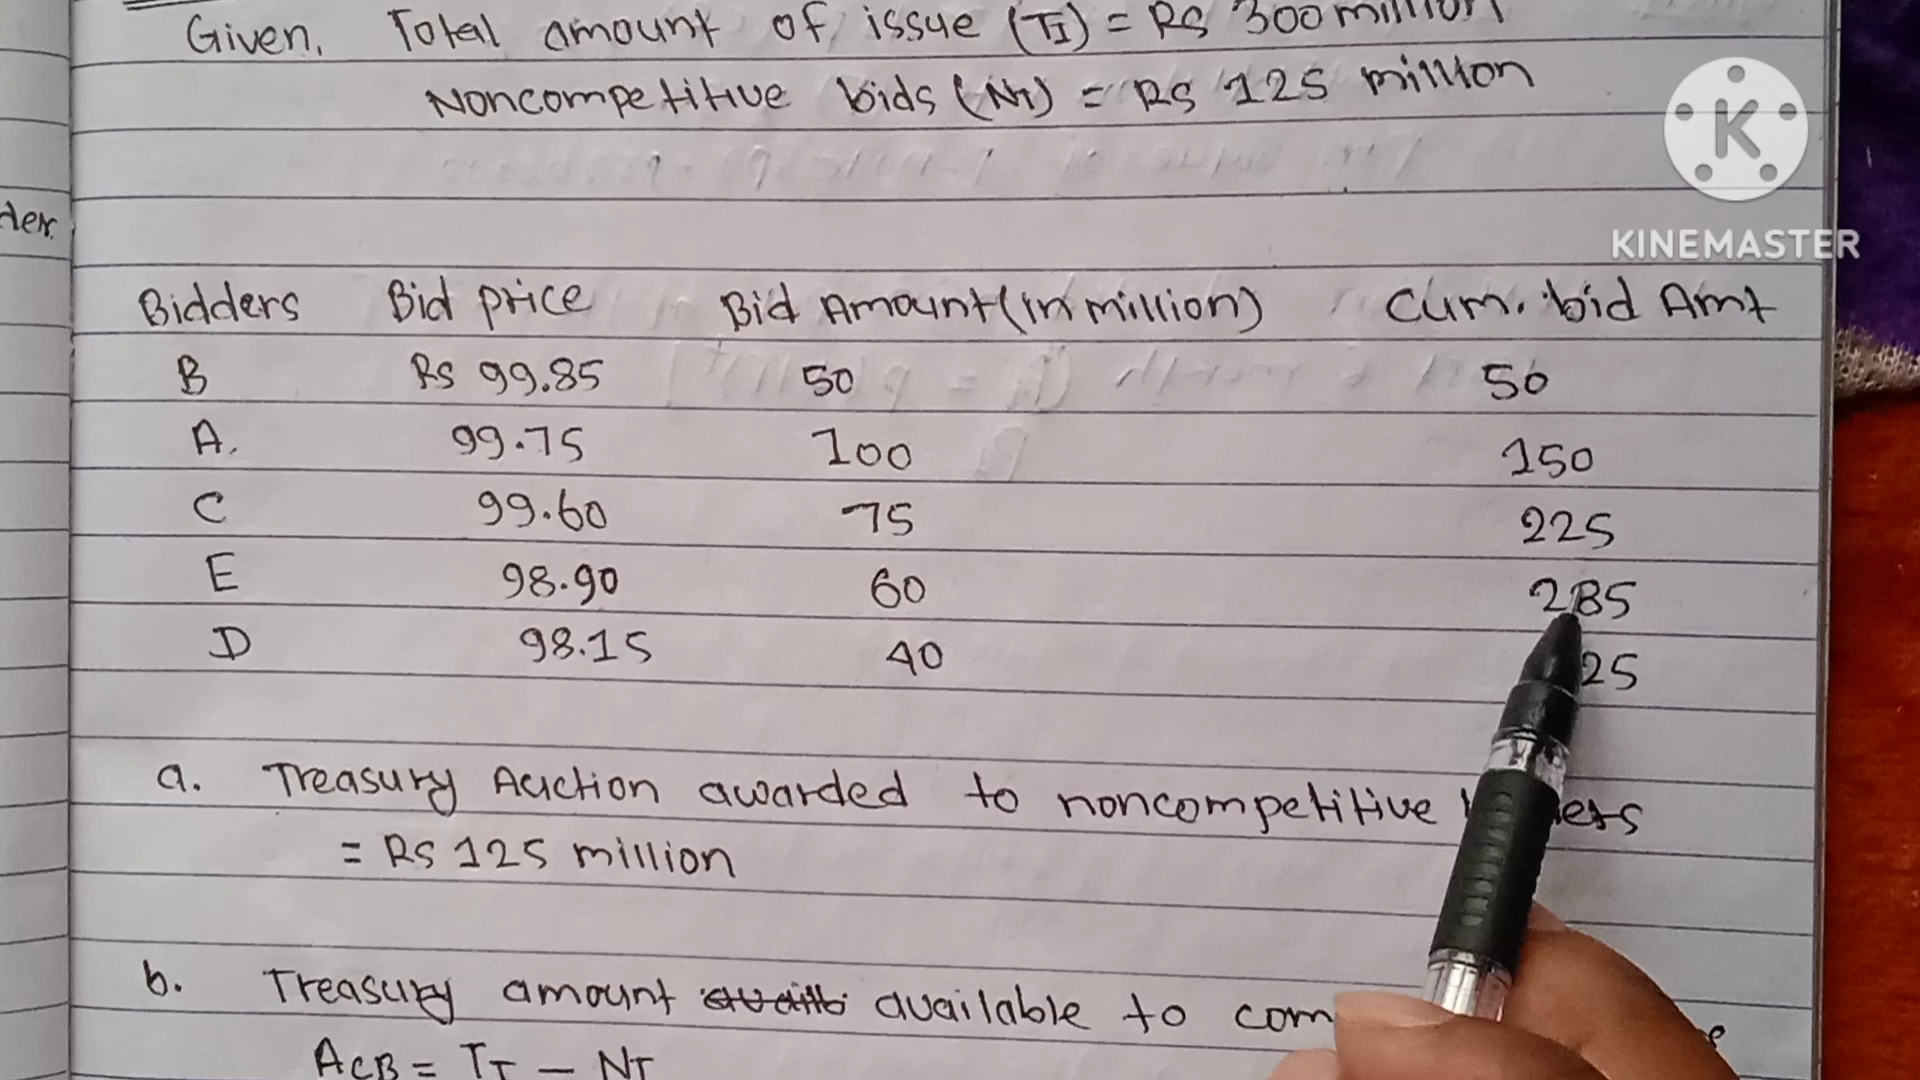 Given, Total amount of issue (TI) = Rs 300 million
Noncompetitive bids (NI) = Rs 125 million
K
KINEMASTER
der.
Bidders Bid price Bid Amount (in million) Cum. bid Amt
B Rs 99.85 50 50
A. 99.75 100 150
C 99.60 75 225
E 98.90 60 285
D 98.15 40 25
a. Treasury Auction awarded to noncompetitive
= Rs 125 million
b. Treasury amount available to com
ACB = TI - NI